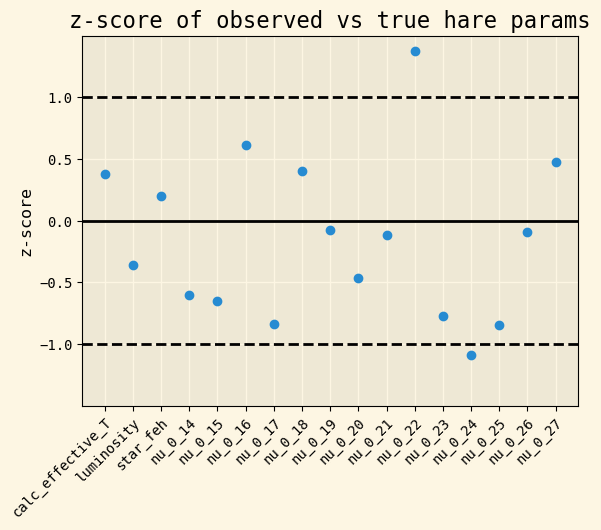 z-score of observed vs true hare params
z-score
1.0
0.5
0.0
−0.5
−1.0
calc_effective_T
luminosity
star_feh
nu_0_14
nu_0_15
nu_0_16
nu_0_17
nu_0_18
nu_0_19
nu_0_20
nu_0_21
nu_0_22
nu_0_23
nu_0_24
nu_0_25
nu_0_26
nu_0_27